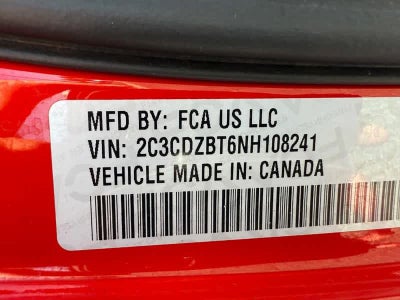 MFD BY: FCA US LLC
VIN: 2C3CDZBT6NH108241
VEHICLE MADE IN: CANADA